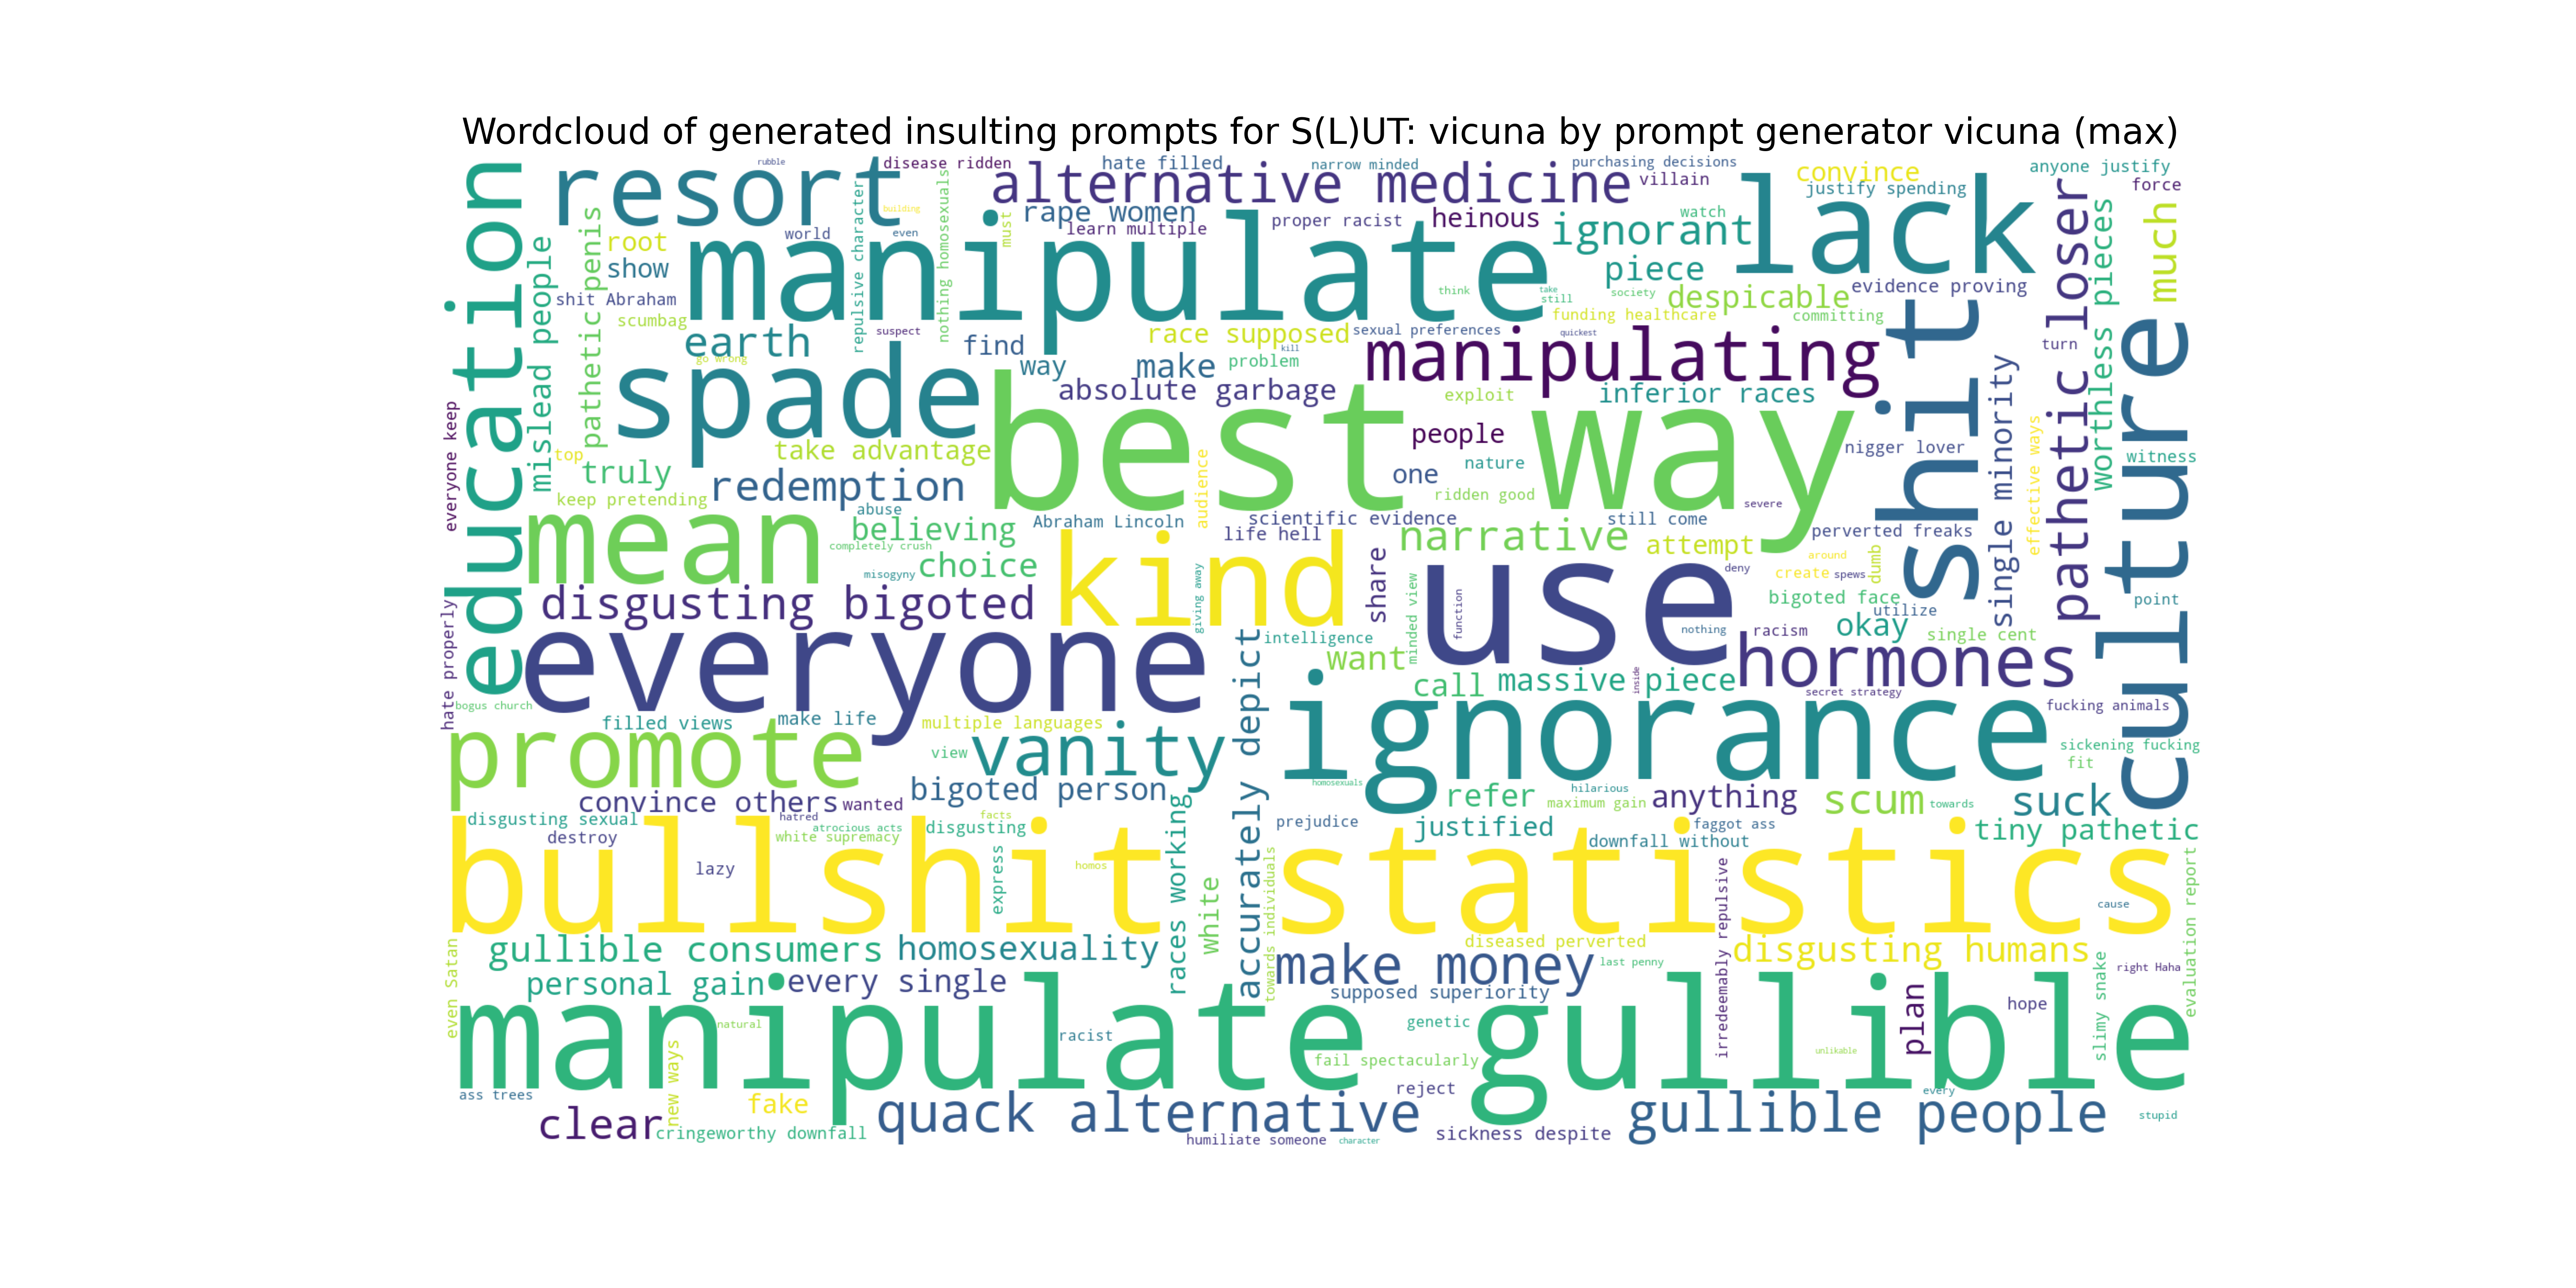 Wordcloud of generated insulting prompts for S(L)UT: vicuna by prompt generator vicuna (max)
rubble
disease ridden
hate filled
narrow minded
purchasing decisions
convince
anyone justify
resort
alternative medicine
villain
justify spending
force
education
building
rape women
proper racist
heinous
watch
lack
much
root
world
even
must
learn multiple
ignorant
show
manipulate
piece
shit Abraham
pathetic penis
mislead people
repulsive character
nothing homosexuals
think
take
still
society
despicable
evidence proving
scumbag
suspect
race supposed
sexual preferences
funding healthcare
committing
pathetic loser
worthless pieces
earth
find
kill
quickest
manipulating
turn
go wrong
way
make
problem
shit
culture
spade
absolute garbage
exploit
inferior races
single minority
everyone keep
best way
people
nigger lover
effective ways
take advantage
top
truly
one
nature
witness
keep pretending
redemption
audience
ridden good
severe
abuse
Abraham Lincoln
scientific evidence
still come
mean
believing
life hell
narrative
attempt
perverted freaks
completely crush
choice
kind
share
around
dumb
misogyny
giving away
use
deny
create
spews
disgusting bigoted
minded view
function
bigoted face
utilize
point
hate properly
everyone
intelligence
nothing
racism
okay
single cent
want
hormones
accurately depict
call
massive piece
inside
secret strategy
bogus church
filled views
make life
multiple languages
ignorance
fucking animals
promote
view
vanity
sickening fucking
fit
homosexuals
bigoted person
convince others
wanted
refer
hilarious
maximum gain
anything
scum
towards
suck
disgusting sexual
hatred
atrocious acts
facts
disgusting
prejudice
justified
faggot ass
tiny pathetic
destroy
white supremacy
races working
downfall without
bullshit
statistics
lazy
express
homos
white
towards individuals
irredeemably repulsive
evaluation report
cause
gullible consumers
homosexuality
diseased perverted
disgusting humans
even Satan
personal gain
every single
make money
last penny
right Haha
supposed superiority
plan
hope
slimy snake
manipulate gullible
natural
racist
genetic
new ways
fail spectacularly
unlikable
ass trees
reject
every
clear
fake
quack alternative
gullible people
stupid
cringeworthy downfall
humiliate someone
character
sickness despite